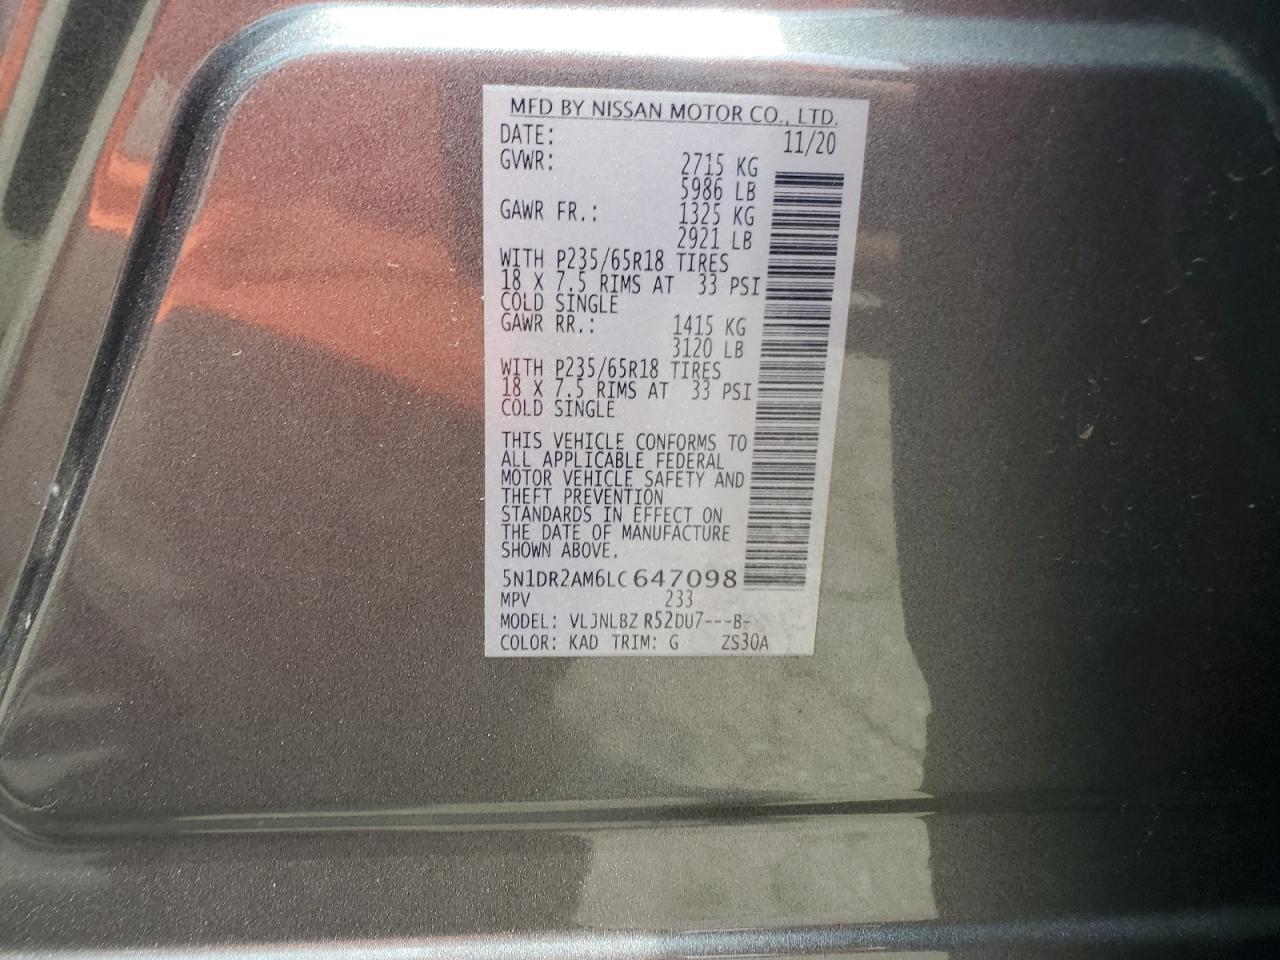 MFD BY NISSAN MOTOR CO., LTD.
DATE: 11/20
GVWR: 2715 KG
5986 LB
GAWR FR.: 1325 KG
2921 LB
WITH P235/65R18 TIRES
18 X 7.5 RIMS AT 33 PSI
COLD SINGLE
GAWR RR.: 1415 KG
3120 LB
WITH P235/65R18 TIRES
18 X 7.5 RIMS AT 33 PSI
COLD SINGLE
THIS VEHICLE CONFORMS TO
ALL APPLICABLE FEDERAL
MOTOR VEHICLE SAFETY AND
THEFT PREVENTION
STANDARDS IN EFFECT ON
THE DATE OF MANUFACTURE
SHOWN ABOVE.
5N1DR2AM6LC647098
MPV 233
MODEL: VLJNLBZ R52DU7---B-
COLOR: KAD TRIM: G ZS30A